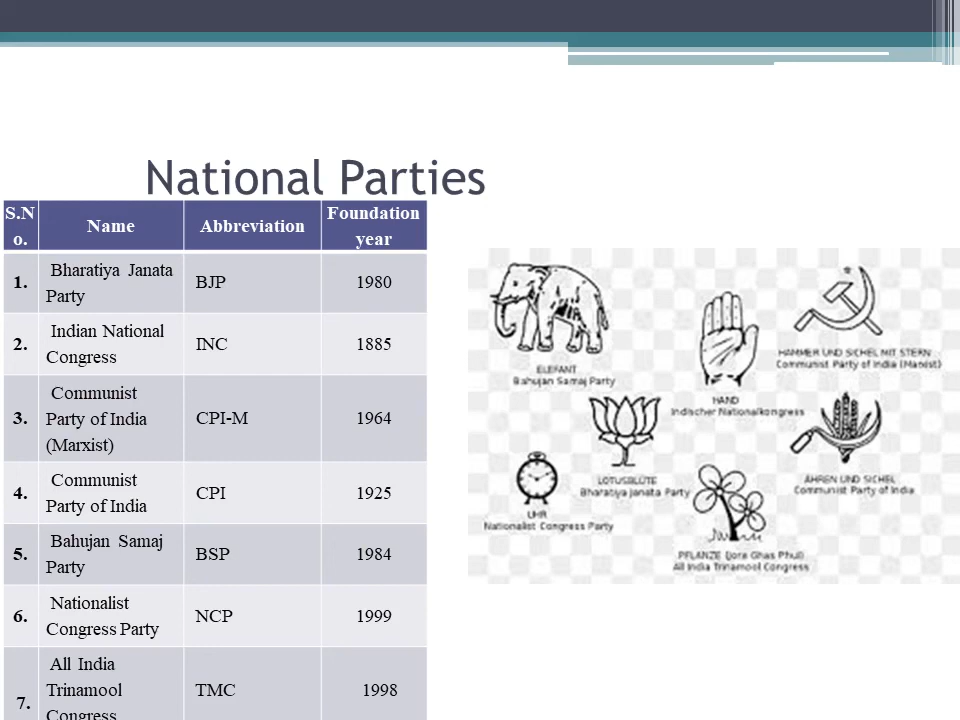 National Parties
S.N
o.
Name
Abbreviation
Foundation
year
1.
Bharatiya Janata
Party
BJP
1980
2.
Indian National
Congress
INC
1885
3.
Communist
Party of India
(Marxist)
CPI-M
1964
4.
Communist
Party of India
CPI
1925
5.
Bahujan Samaj
Party
BSP
1984
6.
Nationalist
Congress Party
NCP
1999
7.
All India
Trinamool
Congress
TMC
1998
ELEFANT
Bahujan Samaj Party
HAND
Indischer Nationalkongress
HAMMER UND SICHEL MIT STERN
Communist Party of India (Marxist)
LOTUSBLÜTE
Bharatiya Janata Party
ÄHREN UND SICHEL
Communist Party of India
UHR
Nationalist Congress Party
PFLANZE (Jora Ghas Phul)
All India Trinamool Congress